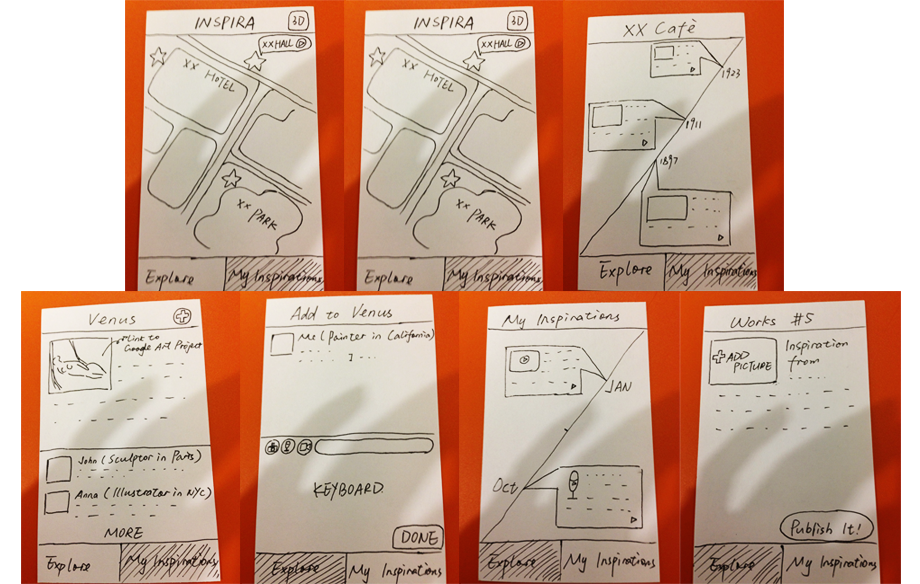 INSPIRA
3D
XX HALL
XX HOTEL
XX PARK
Explore
My Inspirations
INSPIRA
3D
XX HALL
XX HOTEL
XX PARK
Explore
My Inspirations
XX Cafè
1923
1911
1897
Explore
My Inspirations
Venus
Link to
Google Art Project
John (Sculptor in Paris)
Anna (Illustrator in NYC)
MORE
Explore
My Inspirations
Add to Venus
Me (Painter in California)
KEYBOARD
DONE
Explore
My Inspirations
My Inspirations
JAN
Oct
Explore
My Inspirations
Works #5
ADD
PICTURE
Inspiration
from
Publish It!
Explore
My Inspirations